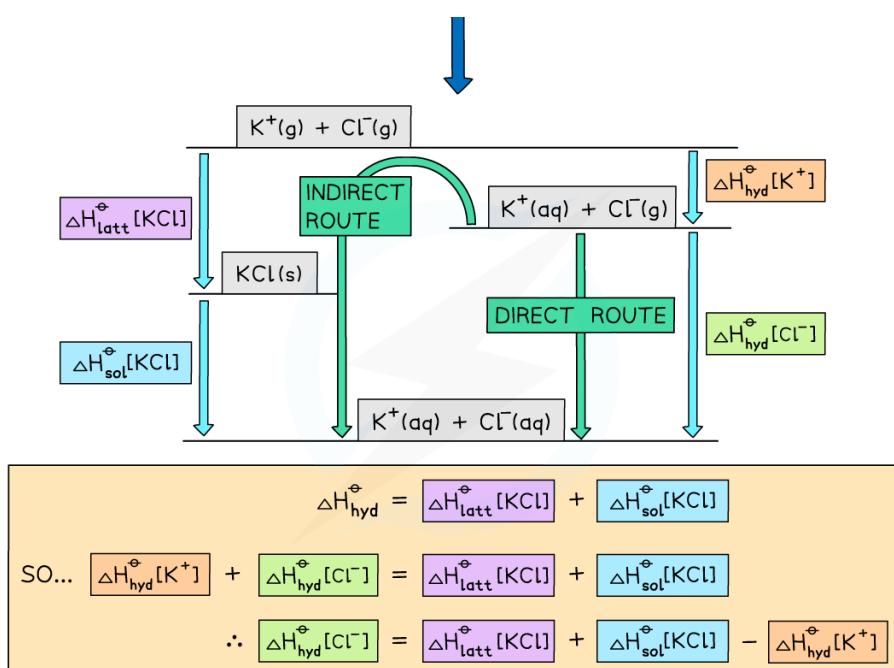 K⁺(g) + Cl⁻(g)
ΔH⦵latt[KCl]
INDIRECT
ROUTE
ΔH⦵hyd[K⁺]
K⁺(aq) + Cl⁻(g)
KCl(s)
DIRECT ROUTE
ΔH⦵hyd[Cl⁻]
ΔH⦵sol[KCl]
K⁺(aq) + Cl⁻(aq)
ΔH⦵hyd = ΔH⦵latt[KCl] + ΔH⦵sol[KCl]
SO... ΔH⦵hyd[K⁺] + ΔH⦵hyd[Cl⁻] = ΔH⦵latt[KCl] + ΔH⦵sol[KCl]
∴ ΔH⦵hyd[Cl⁻] = ΔH⦵latt[KCl] + ΔH⦵sol[KCl] − ΔH⦵hyd[K⁺]